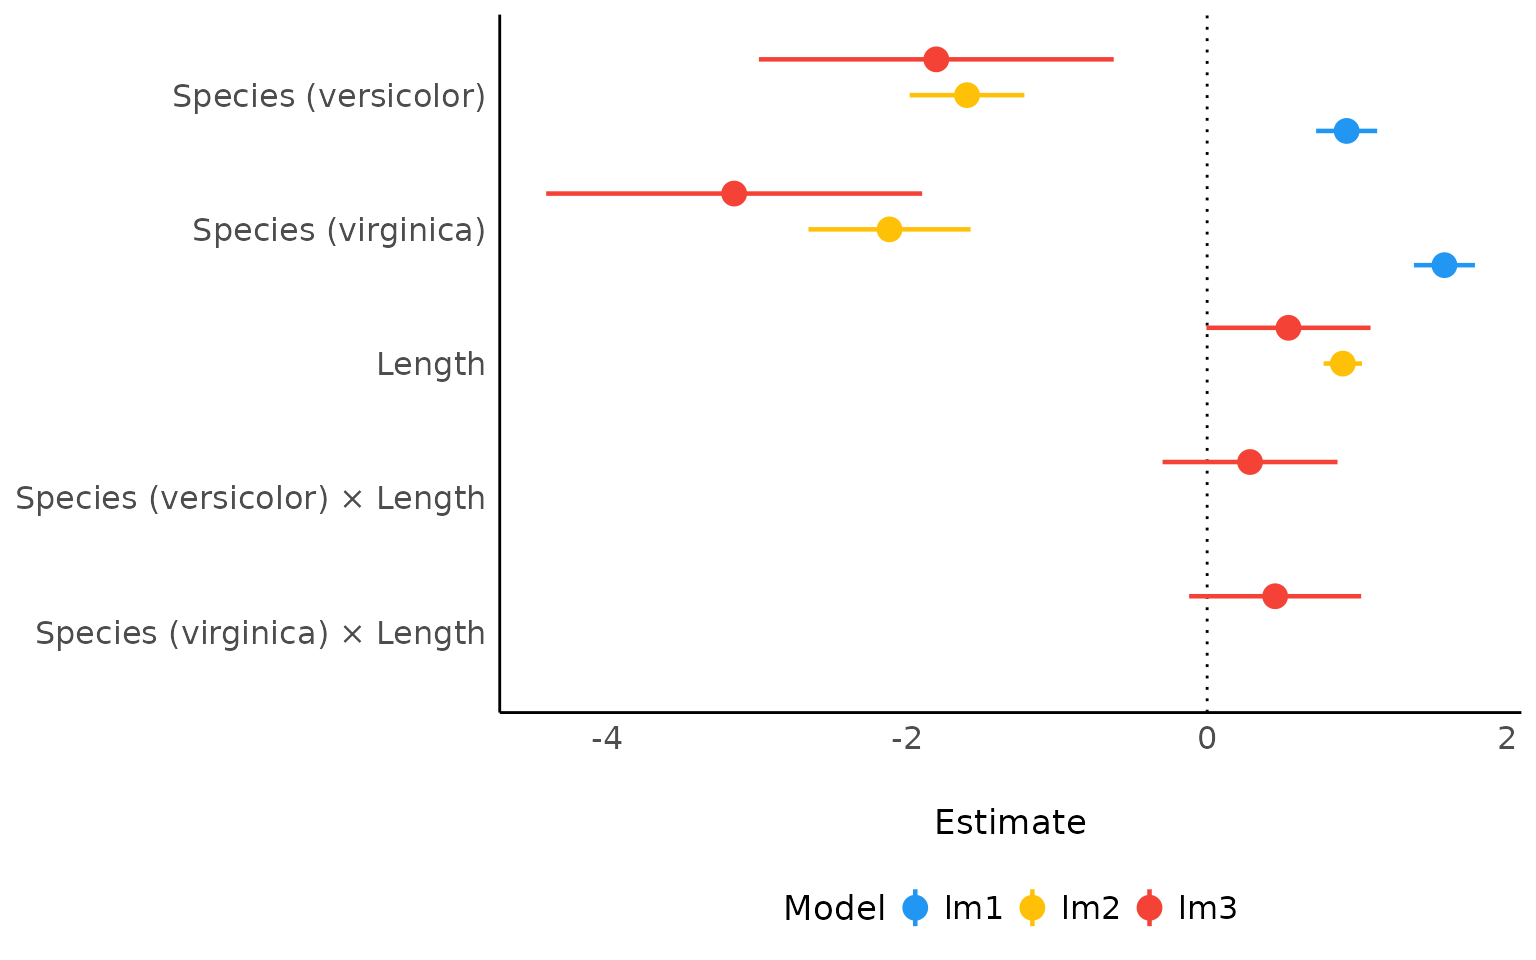 Species (versicolor)
Species (virginica)
Length
Species (versicolor) × Length
Species (virginica) × Length
-4 -2 0 2
Estimate
Model lm1 lm2 lm3